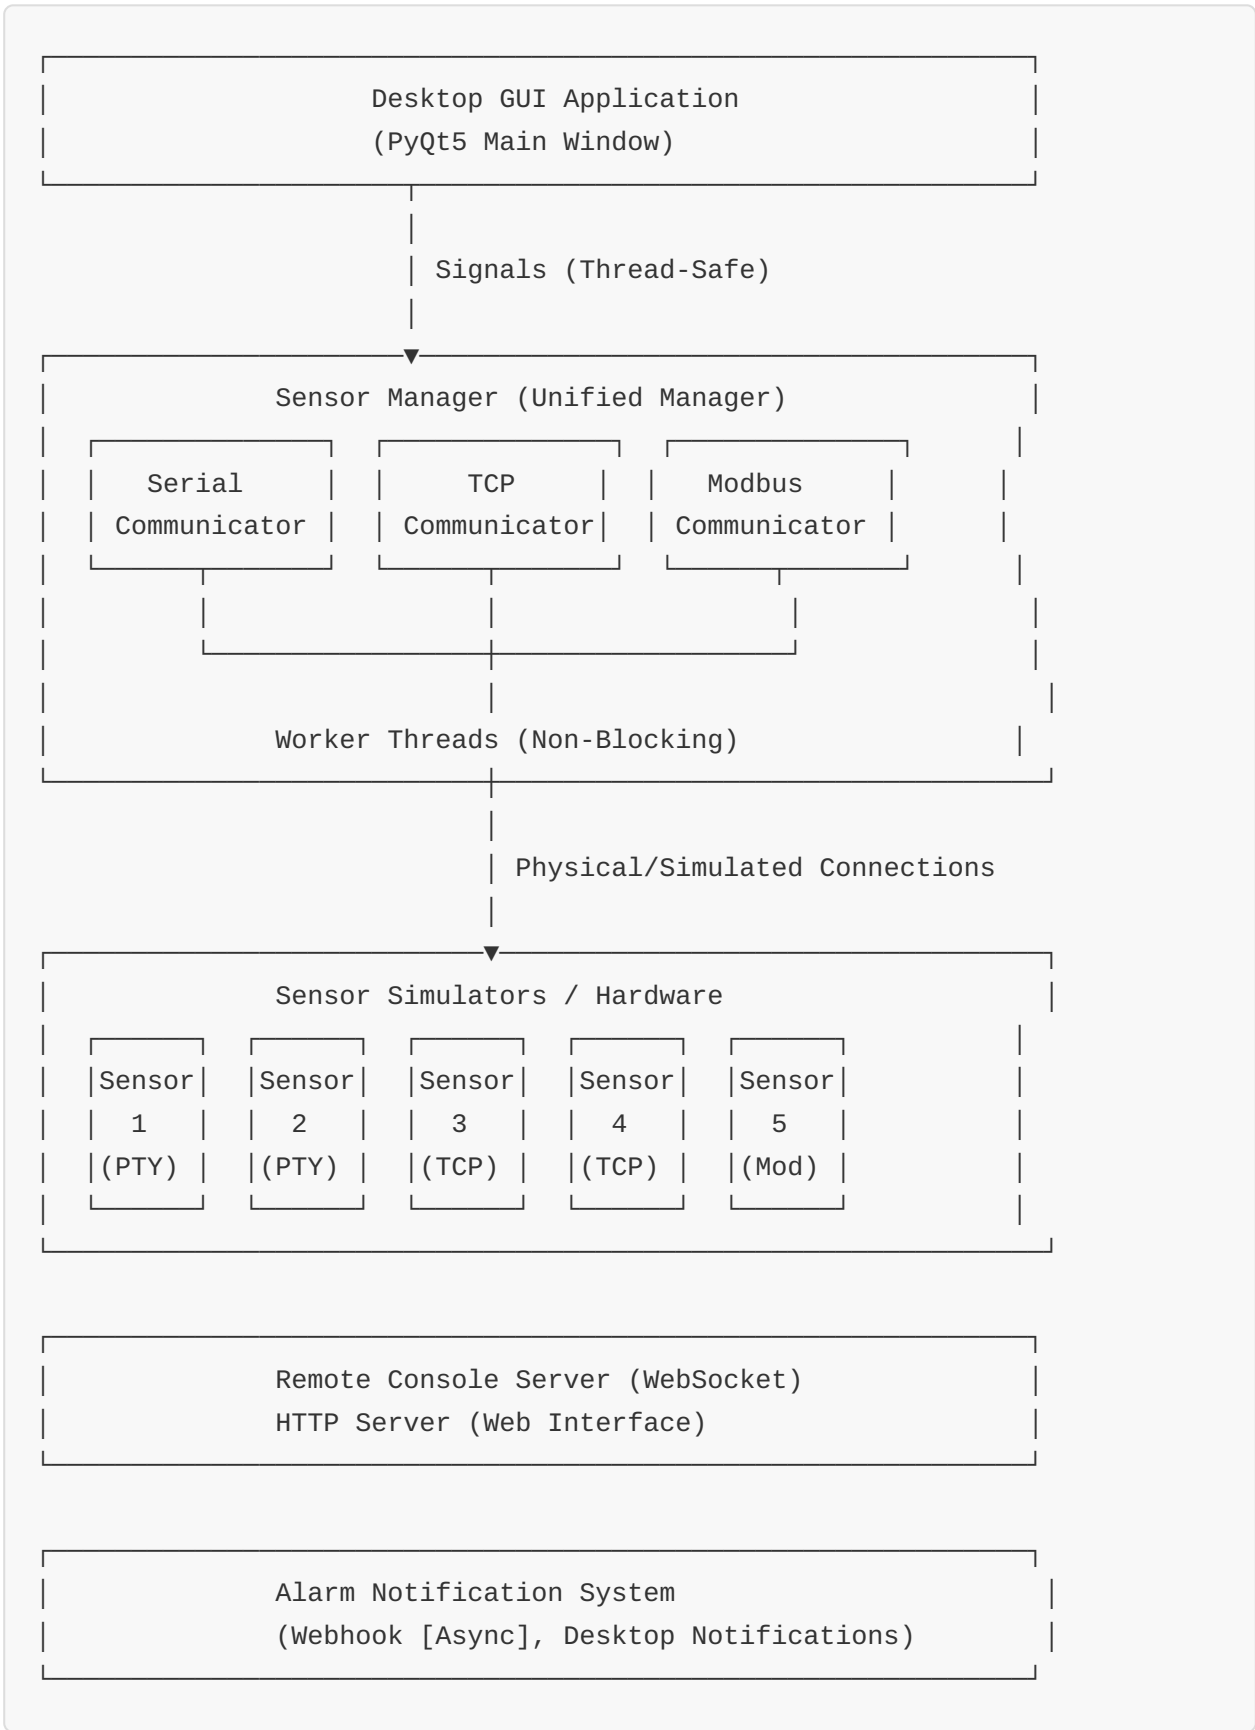 Desktop GUI Application
(PyQt5 Main Window)
Signals (Thread-Safe)
Sensor Manager (Unified Manager)
Serial TCP Modbus
Communicator Communicator Communicator
Worker Threads (Non-Blocking)
Physical/Simulated Connections
Sensor Simulators / Hardware
Sensor Sensor Sensor Sensor Sensor
1 2 3 4 5
(PTY) (PTY) (TCP) (TCP) (Mod)
Remote Console Server (WebSocket)
HTTP Server (Web Interface)
Alarm Notification System
(Webhook [Async], Desktop Notifications)